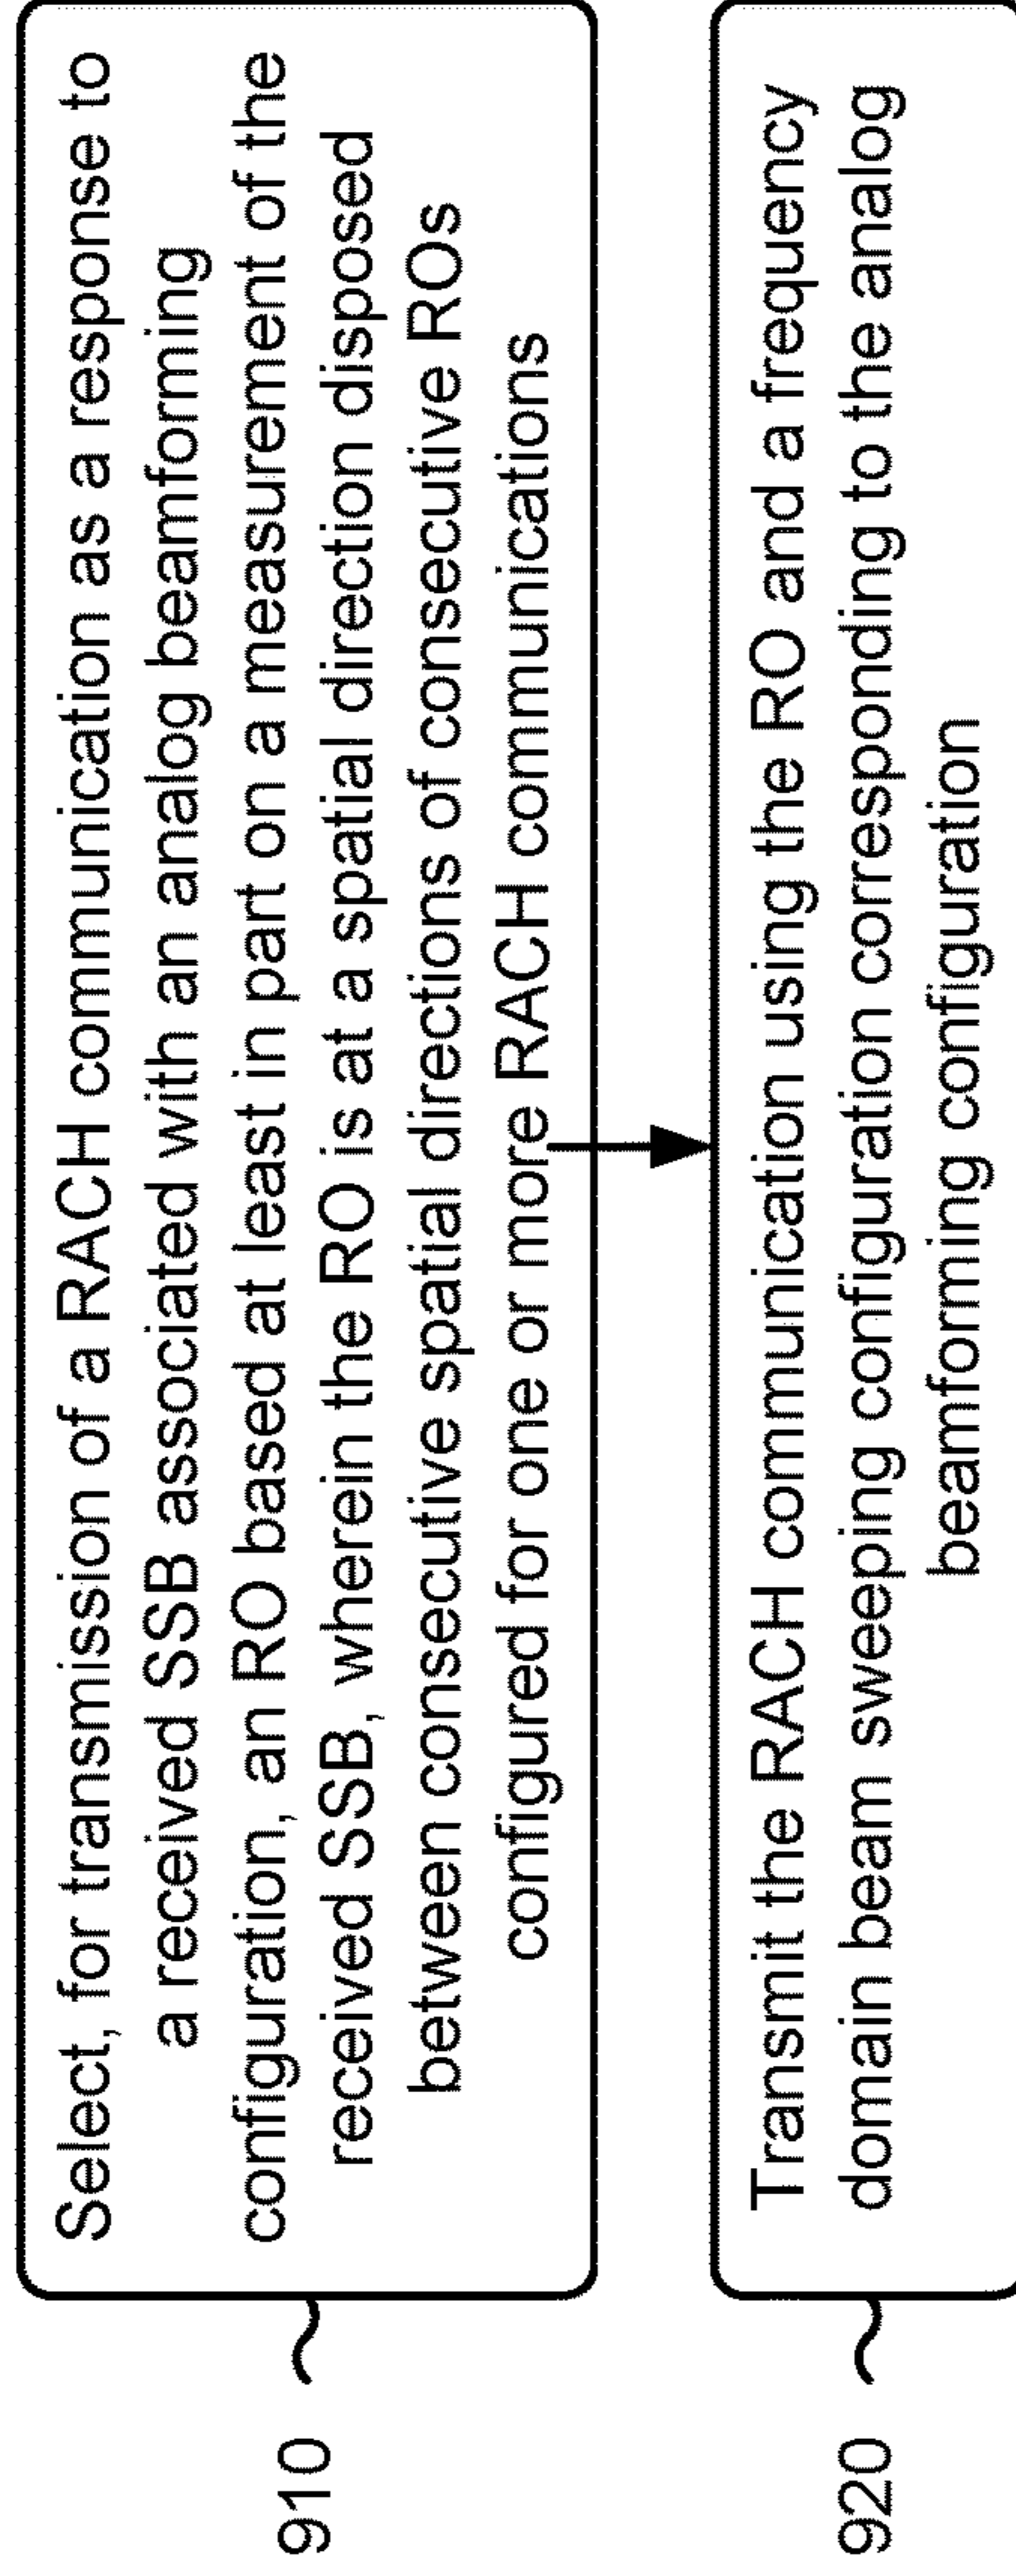 910
Select, for transmission of a RACH communication as a response to
a received SSB associated with an analog beamforming
configuration, an RO based at least in part on a measurement of the
received SSB, wherein the RO is at a spatial direction disposed
between consecutive spatial directions of consecutive ROs
configured for one or more RACH communications
920
Transmit the RACH communication using the RO and a frequency
domain beam sweeping configuration corresponding to the analog
beamforming configuration